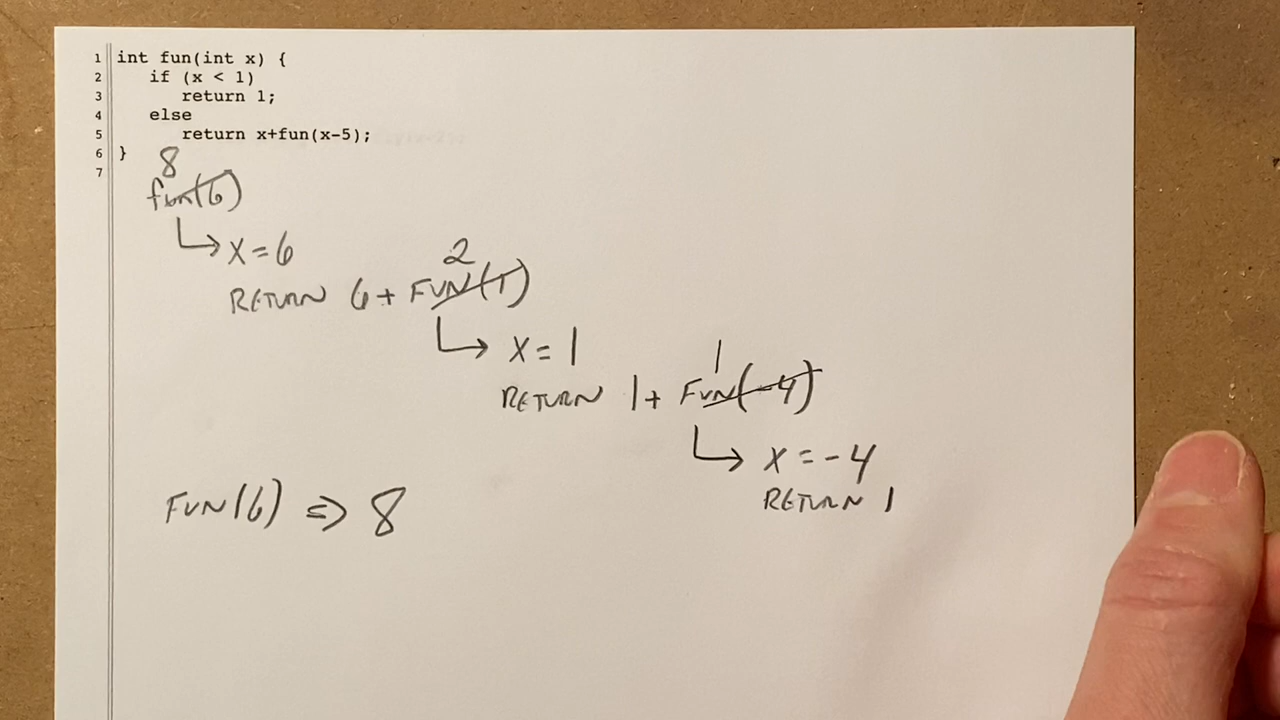 1 int fun(int x) {
2 if (x < 1)
3 return 1;
4 else
5 return x+fun(x-5);
6 }
7
8
fun(6)
x = 6
2
RETURN 6 + FUN(1)
x = 1
1
RETURN 1 + FUN(-4)
x = -4
RETURN 1
FUN(6) => 8